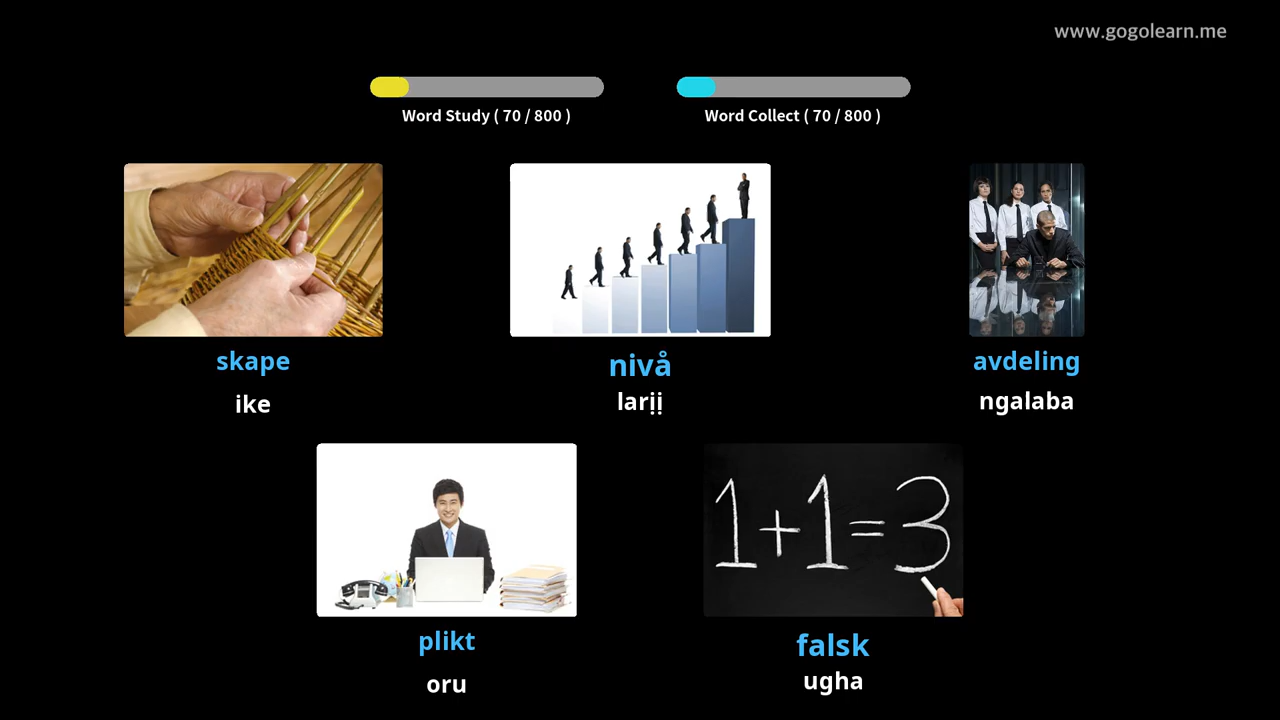 www.gogolearn.me
Word Study ( 70 / 800 )
Word Collect ( 70 / 800 )
skape
ike
nivå
larịị
avdeling
ngalaba
1+1=3
plikt
oru
falsk
ugha